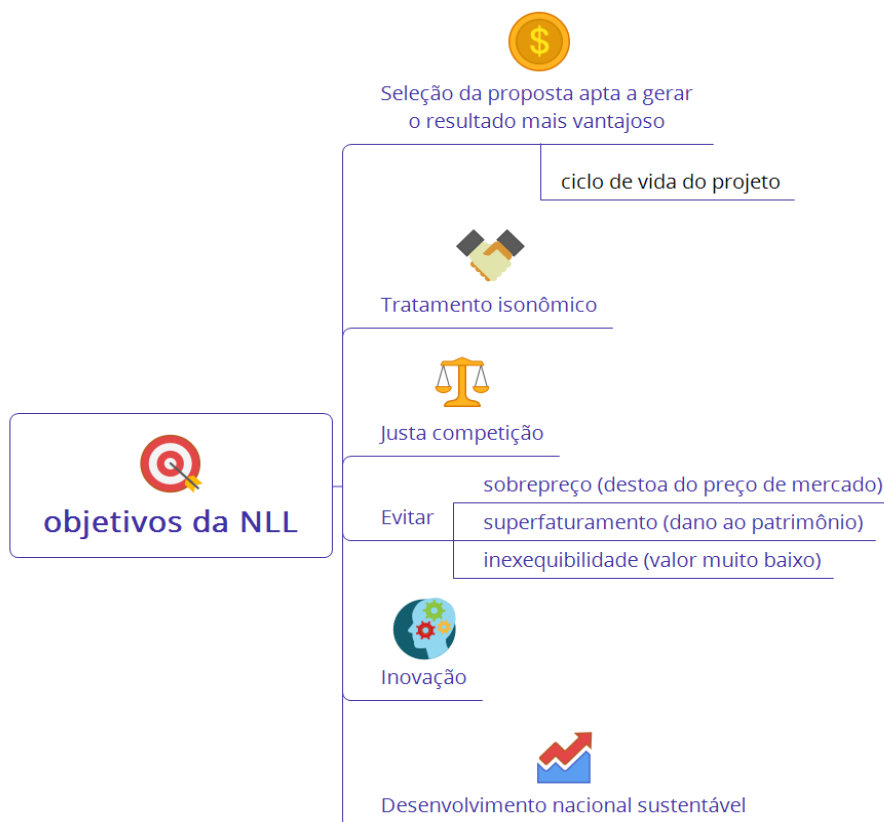 $
Seleção da proposta apta a gerar
o resultado mais vantajoso
ciclo de vida do projeto
Tratamento isonômico
Justa competição
objetivos da NLL
Evitar
sobrepreço (destoa do preço de mercado)
superfaturamento (dano ao patrimônio)
inexequibilidade (valor muito baixo)
Inovação
Desenvolvimento nacional sustentável